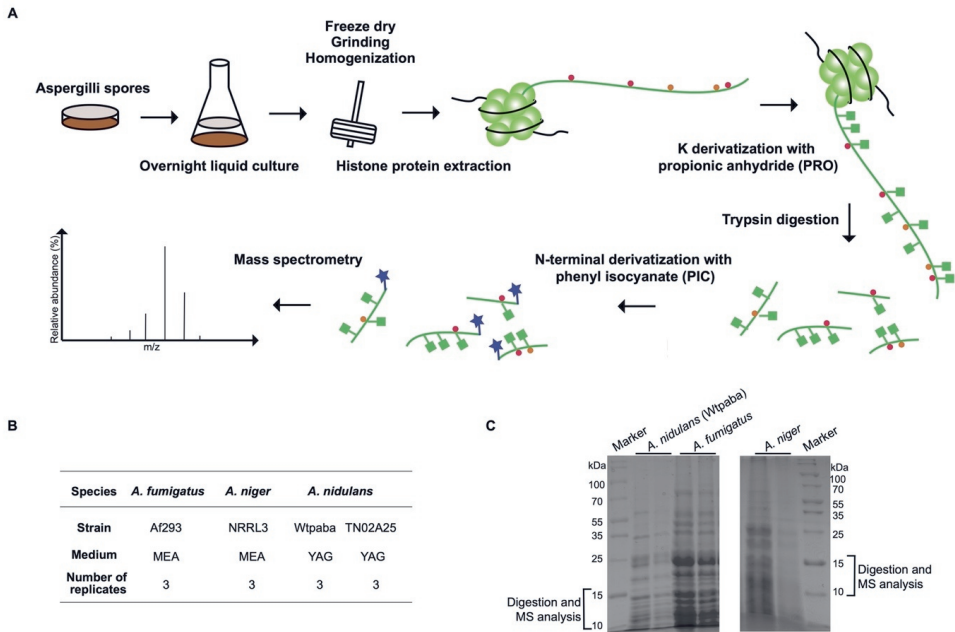 A
Aspergilli spores
Overnight liquid culture
Freeze dry
Grinding
Homogenization
Histone protein extraction
K derivatization with
propionic anhydride (PRO)
Trypsin digestion
N-terminal derivatization with
phenyl isocyanate (PIC)
Mass spectrometry
Relative abundance (%)
m/z
B
Species A. fumigatus A. niger A. nidulans
Strain Af293 NRRL3 Wtpaba TN02A25
Medium MEA MEA YAG YAG
Number of
replicates 3 3 3 3
C
Marker A. nidulans (Wtpaba) A. fumigatus A. niger Marker
kDa
100
70
55
35
25
15
10
Digestion and
MS analysis
kDa
100
70
55
35
25
15
10
Digestion and
MS analysis